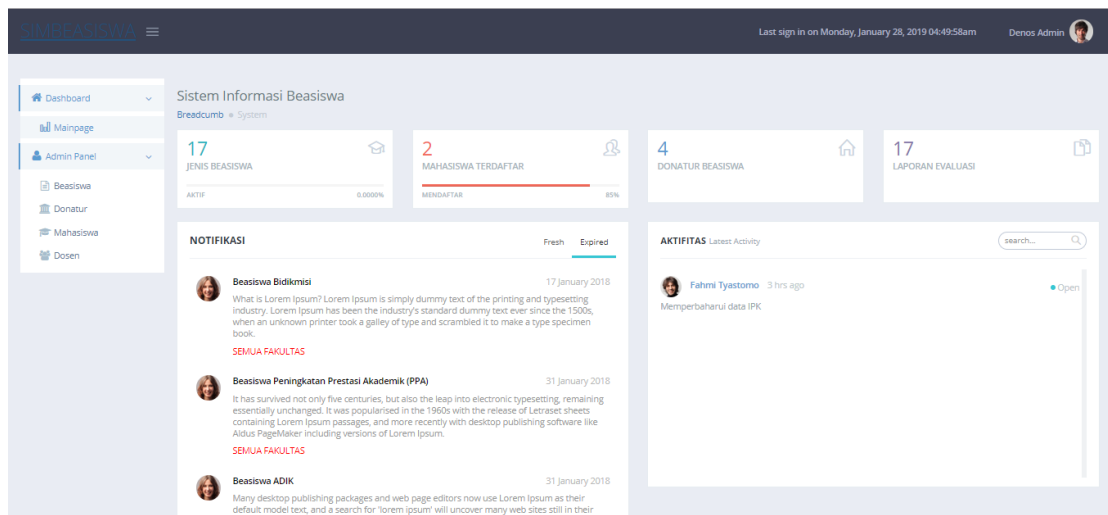 SIMBEASISWA
Last sign in on Monday, January 28, 2019 04:49:58am
Denos Admin
Dashboard
Mainpage
Admin Panel
Beasiswa
Donatur
Mahasiswa
Dosen
Sistem Informasi Beasiswa
Breadcumb System
17
JENIS BEASISWA
AKTIF 0.0000%
2
MAHASISWA TERDAFTAR
MENDAFTAR 85%
4
DONATUR BEASISWA
17
LAPORAN EVALUASI
NOTIFIKASI Fresh Expired
Beasiswa Bidikmisi 17 January 2018
What is Lorem Ipsum? Lorem Ipsum is simply dummy text of the printing and typesetting
industry. Lorem Ipsum has been the industry's standard dummy text ever since the 1500s,
when an unknown printer took a galley of type and scrambled it to make a type specimen
book.
SEMUA FAKULTAS
Beasiswa Peningkatan Prestasi Akademik (PPA) 31 January 2018
It has survived not only five centuries, but also the leap into electronic typesetting, remaining
essentially unchanged. It was popularised in the 1960s with the release of Letraset sheets
containing Lorem Ipsum passages, and more recently with desktop publishing software like
Aldus PageMaker including versions of Lorem Ipsum.
SEMUA FAKULTAS
Beasiswa ADIK 31 January 2018
Many desktop publishing packages and web page editors now use Lorem Ipsum as their
default model text, and a search for 'lorem ipsum' will uncover many web sites still in their
AKTIFITAS Latest Activity
search...
Fahmi Tyastomo 3 hrs ago
Open
Memperbaharui data IPK